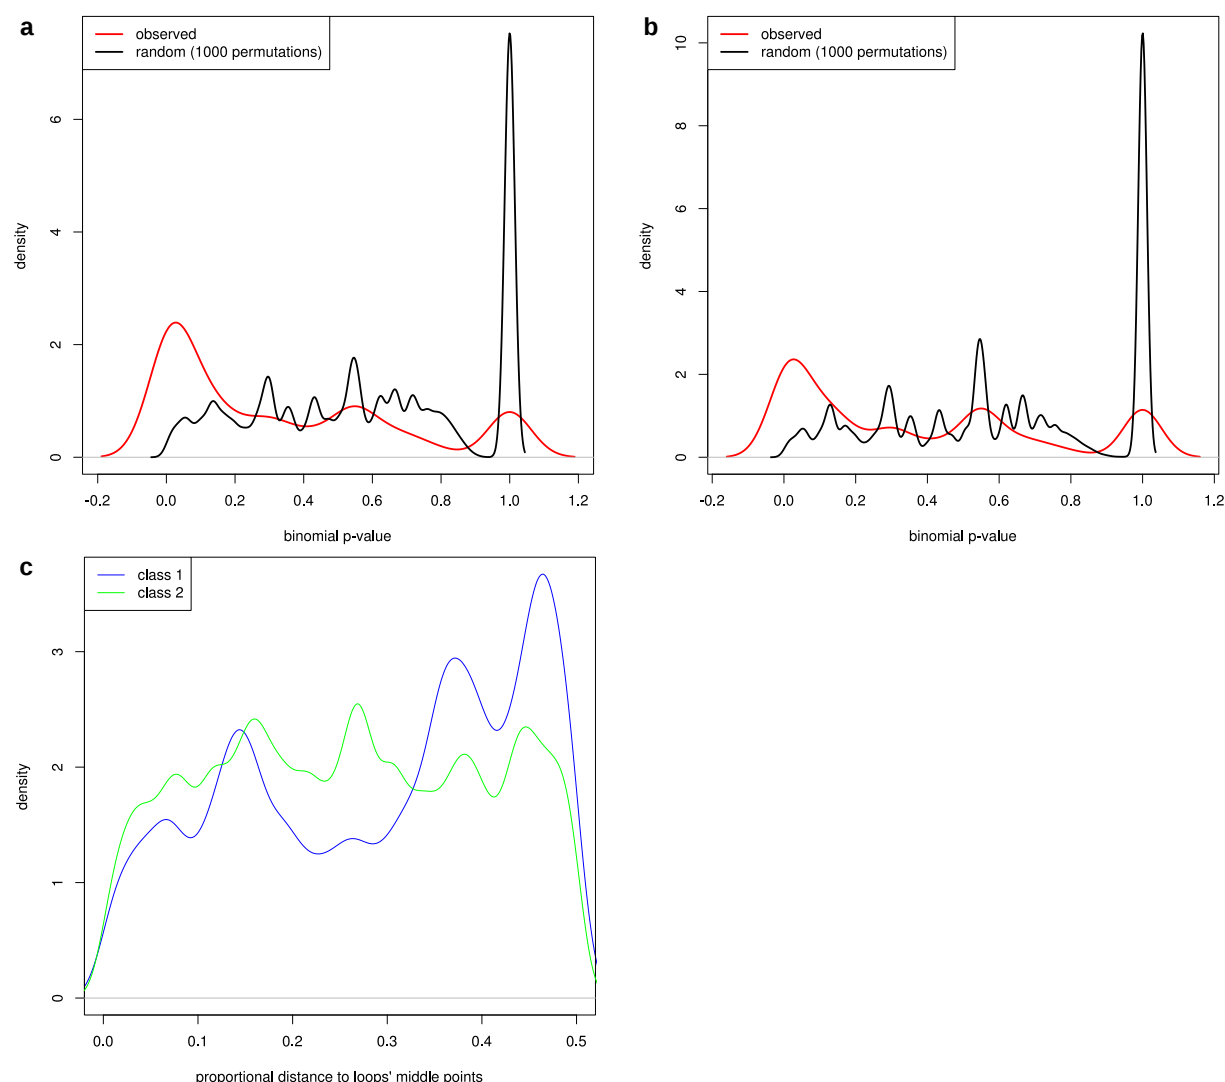 a
observed
random (1000 permutations)
density
0
2
4
6
-0.2 0.0 0.2 0.4 0.6 0.8 1.0 1.2
binomial p-value
b
observed
random (1000 permutations)
density
0
2
4
6
8
10
-0.2 0.0 0.2 0.4 0.6 0.8 1.0 1.2
binomial p-value
c
class 1
class 2
density
0
1
2
3
0.0 0.1 0.2 0.3 0.4 0.5
proportional distance to loops' middle points